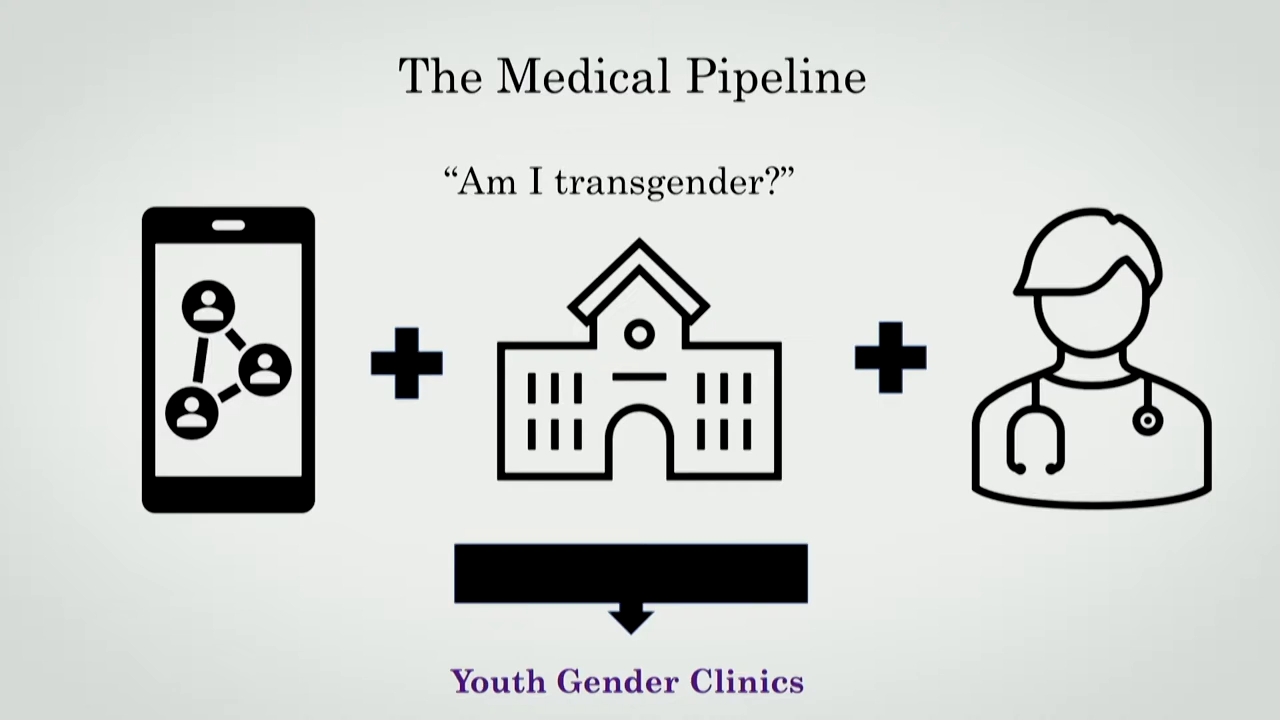 The Medical Pipeline
“Am I transgender?”
Youth Gender Clinics